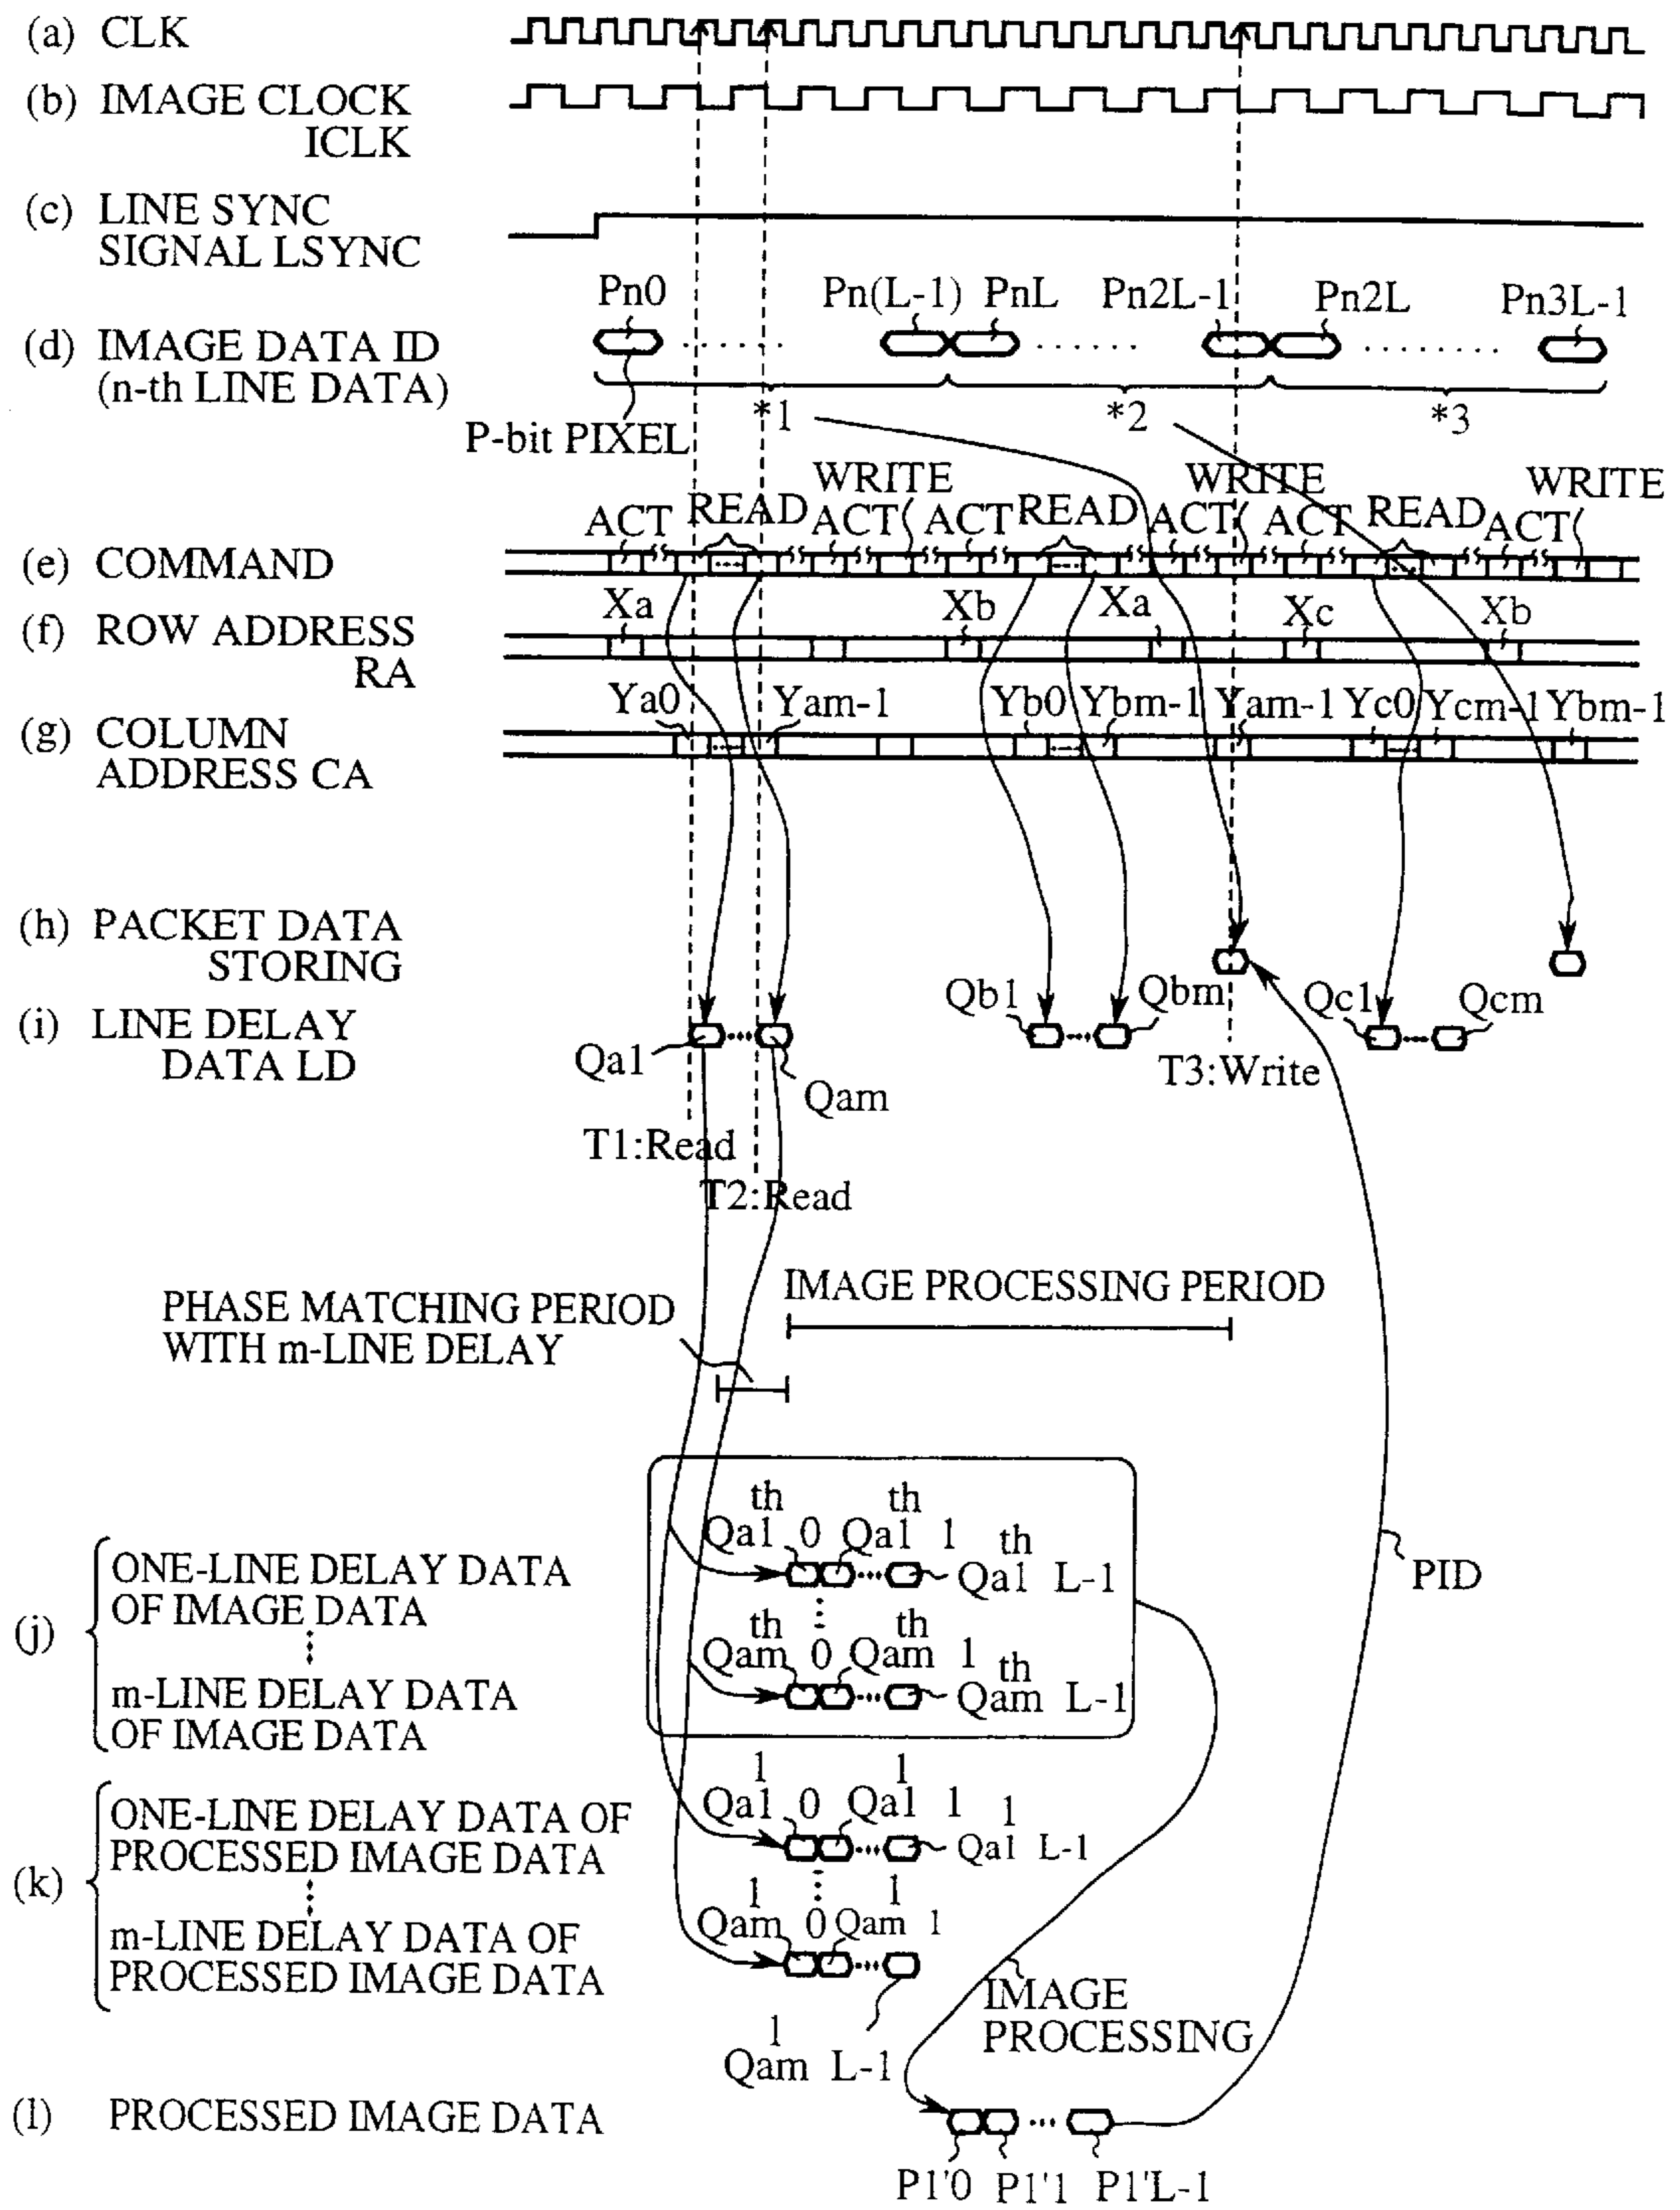 (a) CLK
(b) IMAGE CLOCK
ICLK
(c) LINE SYNC
SIGNAL LSYNC
Pn0 Pn(L-1) PnL Pn2L-1 Pn2L Pn3L-1
(d) IMAGE DATA ID
(n-th LINE DATA)
*1 *2 *3
P-bit PIXEL
WRITE WRITE WRITE
ACT READ ACT ACT READ ACT ACT READ ACT
(e) COMMAND
Xa Xb Xa Xc Xb
(f) ROW ADDRESS
RA
Ya0 Yam-1 Yb0 Ybm-1 Yam-1 Yc0 Ycm-1 Ybm-1
(g) COLUMN
ADDRESS CA
(h) PACKET DATA
STORING
Qb1 Qbm Qc1 Qcm
(i) LINE DELAY
DATA LD
Qa1 Qam
T3:Write
T1:Read
T2:Read
IMAGE PROCESSING PERIOD
PHASE MATCHING PERIOD
WITH m-LINE DELAY
th th
Qa1 0 Qa1 1 th
(j) ONE-LINE DELAY DATA
OF IMAGE DATA
Qa1 L-1
PID
th th
Qam 0 Qam 1 th
m-LINE DELAY DATA
OF IMAGE DATA
Qam L-1
1 1
Qa1 0 Qa1 1 1
(k) ONE-LINE DELAY DATA OF
PROCESSED IMAGE DATA
Qa1 L-1
1 1
Qam 0 Qam 1
m-LINE DELAY DATA OF
PROCESSED IMAGE DATA
IMAGE
PROCESSING
1
Qam L-1
(l) PROCESSED IMAGE DATA
P1'0 P1'1 P1'L-1